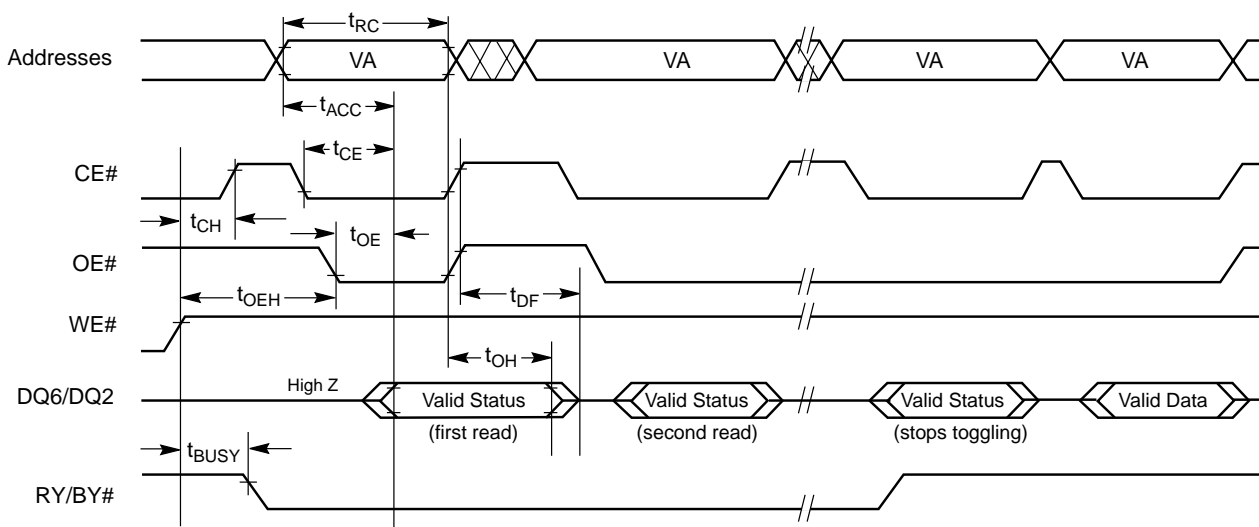 tRC
Addresses VA VA VA VA
tACC
tCE
CE#
tCH tOE
OE#
tOEH tDF
WE#
tOH
High Z
DQ6/DQ2 Valid Status Valid Status Valid Status Valid Data
(first read) (second read) (stops toggling)
tBUSY
RY/BY#